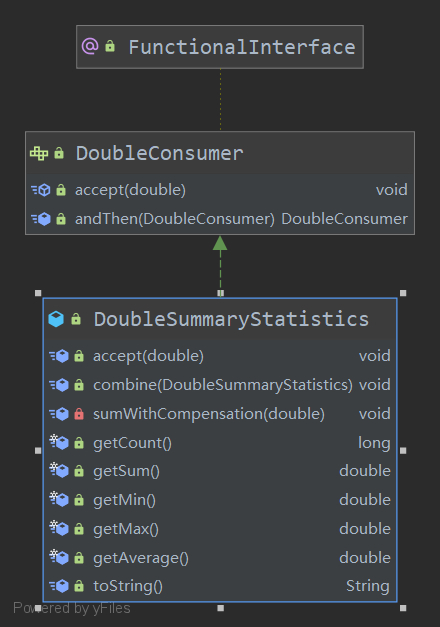 @ FunctionalInterface
DoubleConsumer
accept(double) void
andThen(DoubleConsumer) DoubleConsumer
DoubleSummaryStatistics
accept(double) void
combine(DoubleSummaryStatistics) void
sumWithCompensation(double) void
getCount() long
getSum() double
getMin() double
getMax() double
getAverage() double
toString() String
Powered by yFiles